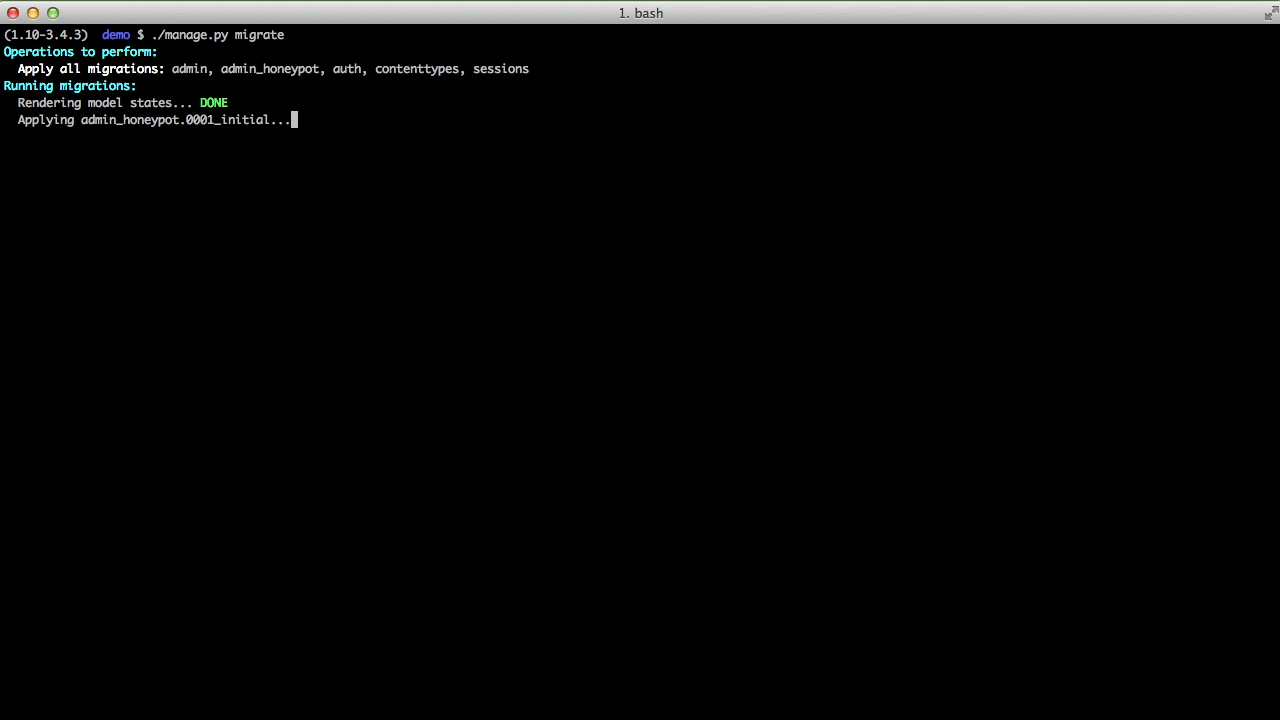 1. bash
(1.10-3.4.3)  demo $ ./manage.py migrate
Operations to perform:
  Apply all migrations: admin, admin_honeypot, auth, contenttypes, sessions
Running migrations:
  Rendering model states... DONE
  Applying admin_honeypot.0001_initial...